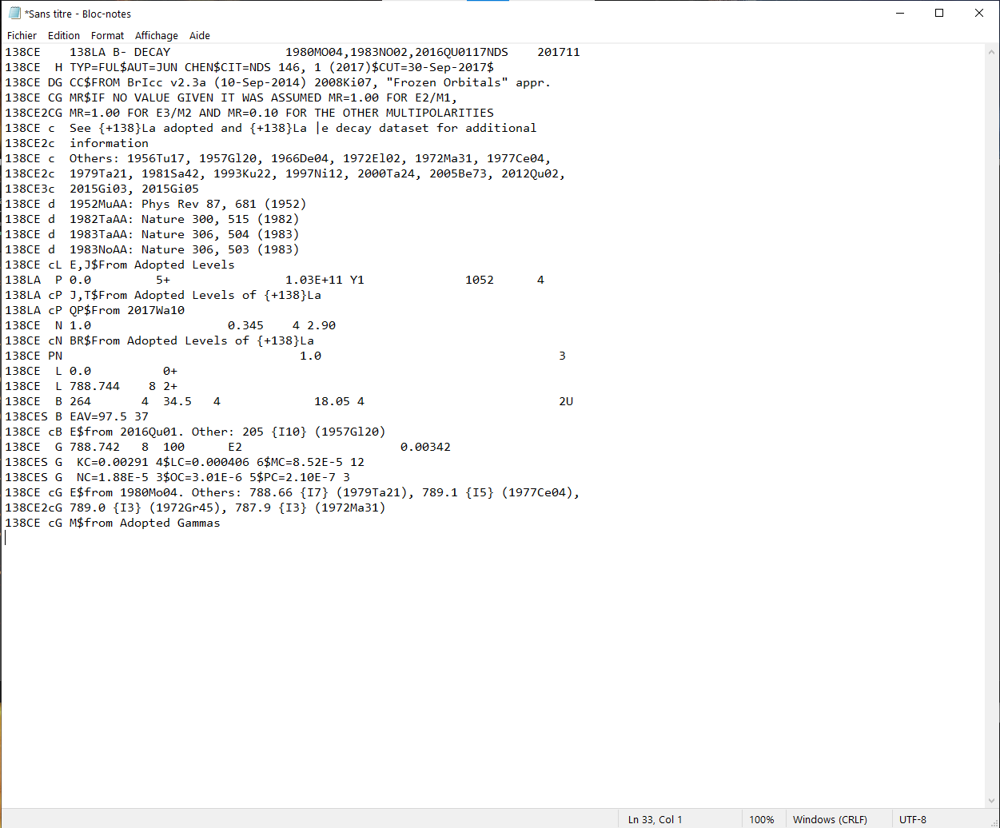 *Sans titre - Bloc-notes
Fichier Edition Format Affichage Aide
138CE    138LA B- DECAY                1980MO04,1983NO02,2016QU0117NDS    201711
138CE  H TYP=FUL$AUT=JUN CHEN$CIT=NDS 146, 1 (2017)$CUT=30-Sep-2017$
138CE DG CC$FROM BrIcc v2.3a (10-Sep-2014) 2008Ki07, "Frozen Orbitals" appr.
138CE CG MR$IF NO VALUE GIVEN IT WAS ASSUMED MR=1.00 FOR E2/M1,
138CE2CG MR=1.00 FOR E3/M2 AND MR=0.10 FOR THE OTHER MULTIPOLARITIES
138CE c  See {+138}La adopted and {+138}La |e decay dataset for additional
138CE2c  information
138CE c  Others: 1956Tu17, 1957Gl20, 1966De04, 1972El02, 1972Ma31, 1977Ce04,
138CE2c  1979Ta21, 1981Sa42, 1993Ku22, 1997Ni12, 2000Ta24, 2005Be73, 2012Qu02,
138CE3c  2015Gi03, 2015Gi05
138CE d  1952MuAA: Phys Rev 87, 681 (1952)
138CE d  1982TaAA: Nature 300, 515 (1982)
138CE d  1983TaAA: Nature 306, 504 (1983)
138CE d  1983NoAA: Nature 306, 503 (1983)
138CE cL E,J$From Adopted Levels
138LA  P 0.0         5+                1.03E+11 Y1              1052      4
138LA cP J,T$From Adopted Levels of {+138}La
138LA cP QP$From 2017Wa10
138CE  N 1.0                   0.345    4 2.90
138CE cN BR$From Adopted Levels of {+138}La
138CE PN                                 1.0                                 3
138CE  L 0.0          0+
138CE  L 788.744    8 2+
138CE  B 264       4  34.5   4             18.05 4                           2U
138CES B EAV=97.5 37
138CE cB E$from 2016Qu01. Other: 205 {I10} (1957Gl20)
138CE  G 788.742   8  100      E2                      0.00342
138CES G  KC=0.00291 4$LC=0.000406 6$MC=8.52E-5 12
138CES G  NC=1.88E-5 3$OC=3.01E-6 5$PC=2.10E-7 3
138CE cG E$from 1980Mo04. Others: 788.66 {I7} (1979Ta21), 789.1 {I5} (1977Ce04),
138CE2cG 789.0 {I3} (1972Gr45), 787.9 {I3} (1972Ma31)
138CE cG M$from Adopted Gammas
Ln 33, Col 1 100% Windows (CRLF) UTF-8